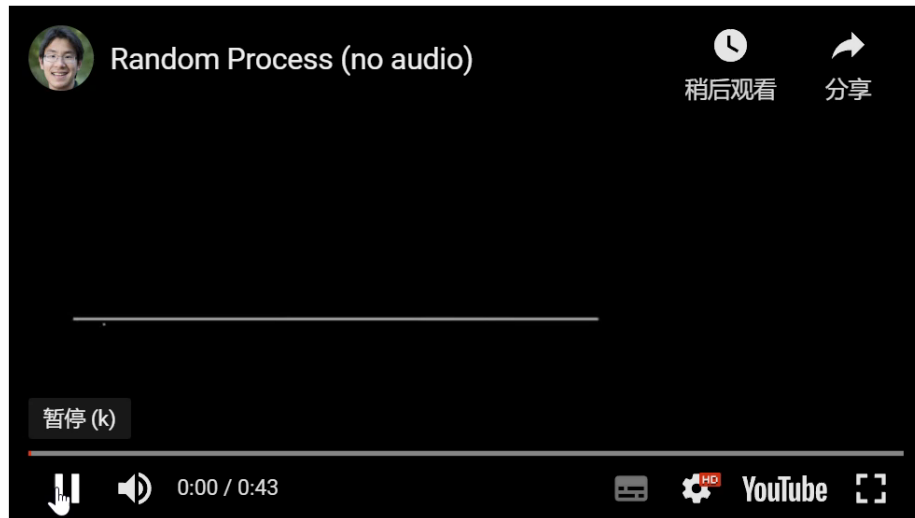 Random Process (no audio)
稍后观看
分享
暂停 (k)
0:00 / 0:43
HD
YouTube